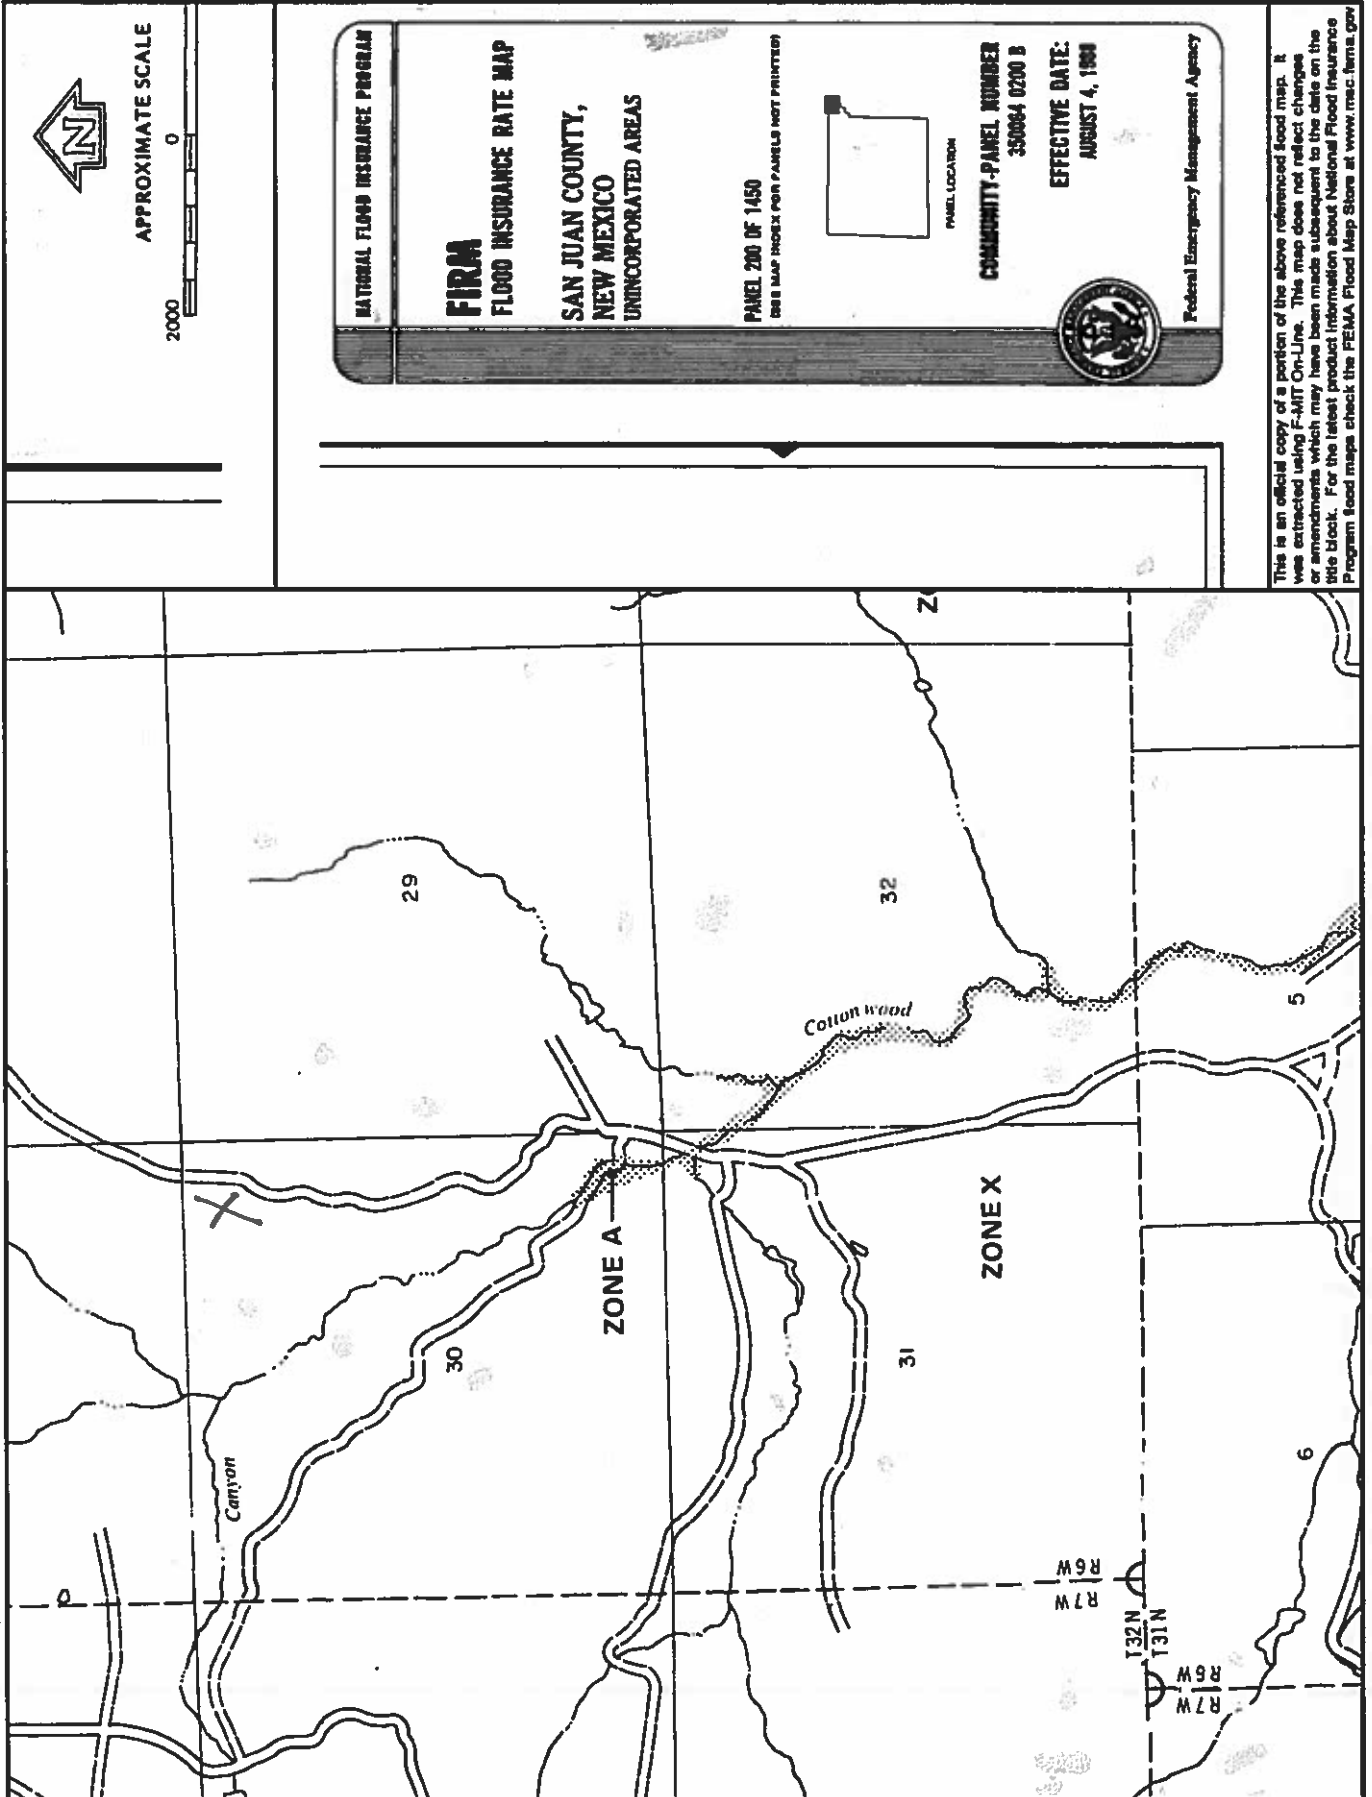 APPROXIMATE SCALE
2000 0
N
NATIONAL FLOOD INSURANCE PROGRAM
FIRM
FLOOD INSURANCE RATE MAP
SAN JUAN COUNTY,
NEW MEXICO
UNINCORPORATED AREAS
PANEL 200 OF 1450
(SEE MAP INDEX FOR PANELS NOT PRINTED)
PANEL LOCATION
COMMUNITY-PANEL NUMBER
350064 0200 B
EFFECTIVE DATE:
AUGUST 4, 1988
Federal Emergency Management Agency
This is an official copy of a portion of the above referenced flood map. It
was extracted using F-MIT On-Line. This map does not reflect changes
or amendments which may have been made subsequent to the date on the
title block. For the latest product information about National Flood Insurance
Program flood maps check the FEMA Flood Map Store at www.msc.fema.gov
Canyon
30
29
ZONE A
Cottonwood
31
32
ZONE X
R7W R6W
T32N
T31N
R7W R6W
6
5